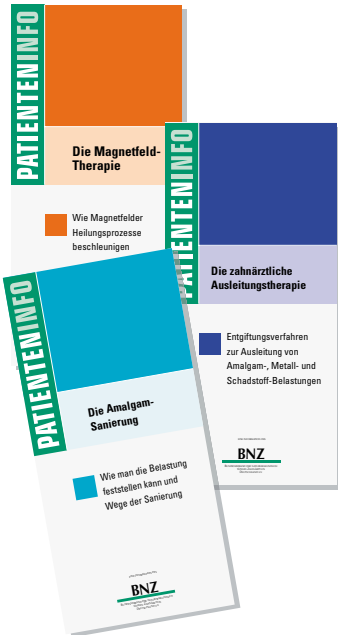 PATIENTENINFO
Die Magnetfeld-
Therapie
Wie Magnetfelder
Heilungsprozesse
beschleunigen
PATIENTENINFO
Die zahnärztliche
Ausleitungstherapie
Entgiftungsverfahren
zur Ausleitung von
Amalgam-, Metall- und
Schadstoff-Belastungen
BNZ
PATIENTENINFO
Die Amalgam-
Sanierung
Wie man die Belastung
feststellen kann und
Wege der Sanierung
BNZ